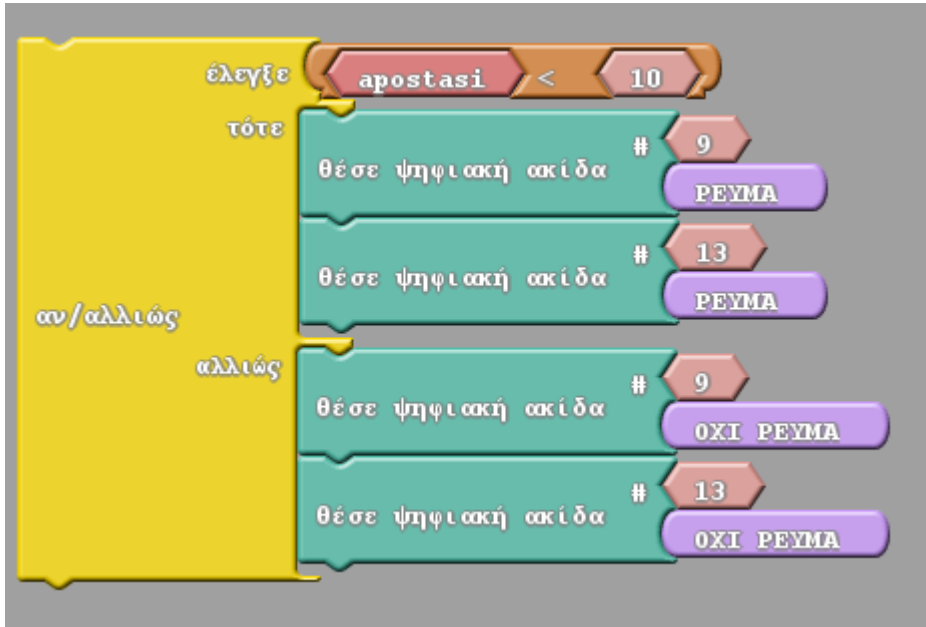 έλεγξε apostasi < 10
τότε
θέσε ψηφιακή ακίδα # 9
ΡΕΥΜΑ
θέσε ψηφιακή ακίδα # 13
ΡΕΥΜΑ
αν/αλλιώς
αλλιώς
θέσε ψηφιακή ακίδα # 9
ΟΧΙ ΡΕΥΜΑ
θέσε ψηφιακή ακίδα # 13
ΟΧΙ ΡΕΥΜΑ